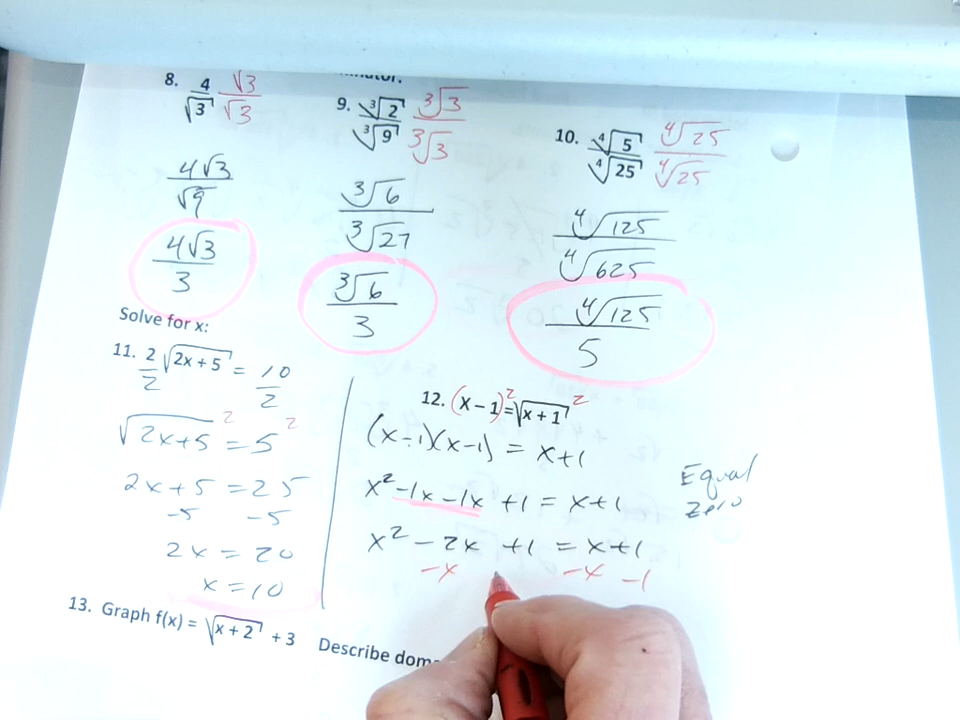 8. 4/√3 √3/√3
4√3/√9
4√3/3
9. ∛2/∛9 ∛3/∛3
∛6/∛27
∛6/3
10. ∜5/∜25 ∜25/∜25
∜125/∜625
∜125/5
Solve for x:
11. 2√(2x + 5) = 10
2 2
√(2x+5)² = 5²
2x+5 = 25
-5 -5
2x = 20
x = 10
12. (x - 1)² = √(x + 1)²
(x-1)(x-1) = x+1
x² -1x -1x +1 = x+1
x² - 2x +1 = x+1
-x -x -1
Equal
zero
13. Graph f(x) = √(x + 2) + 3 Describe